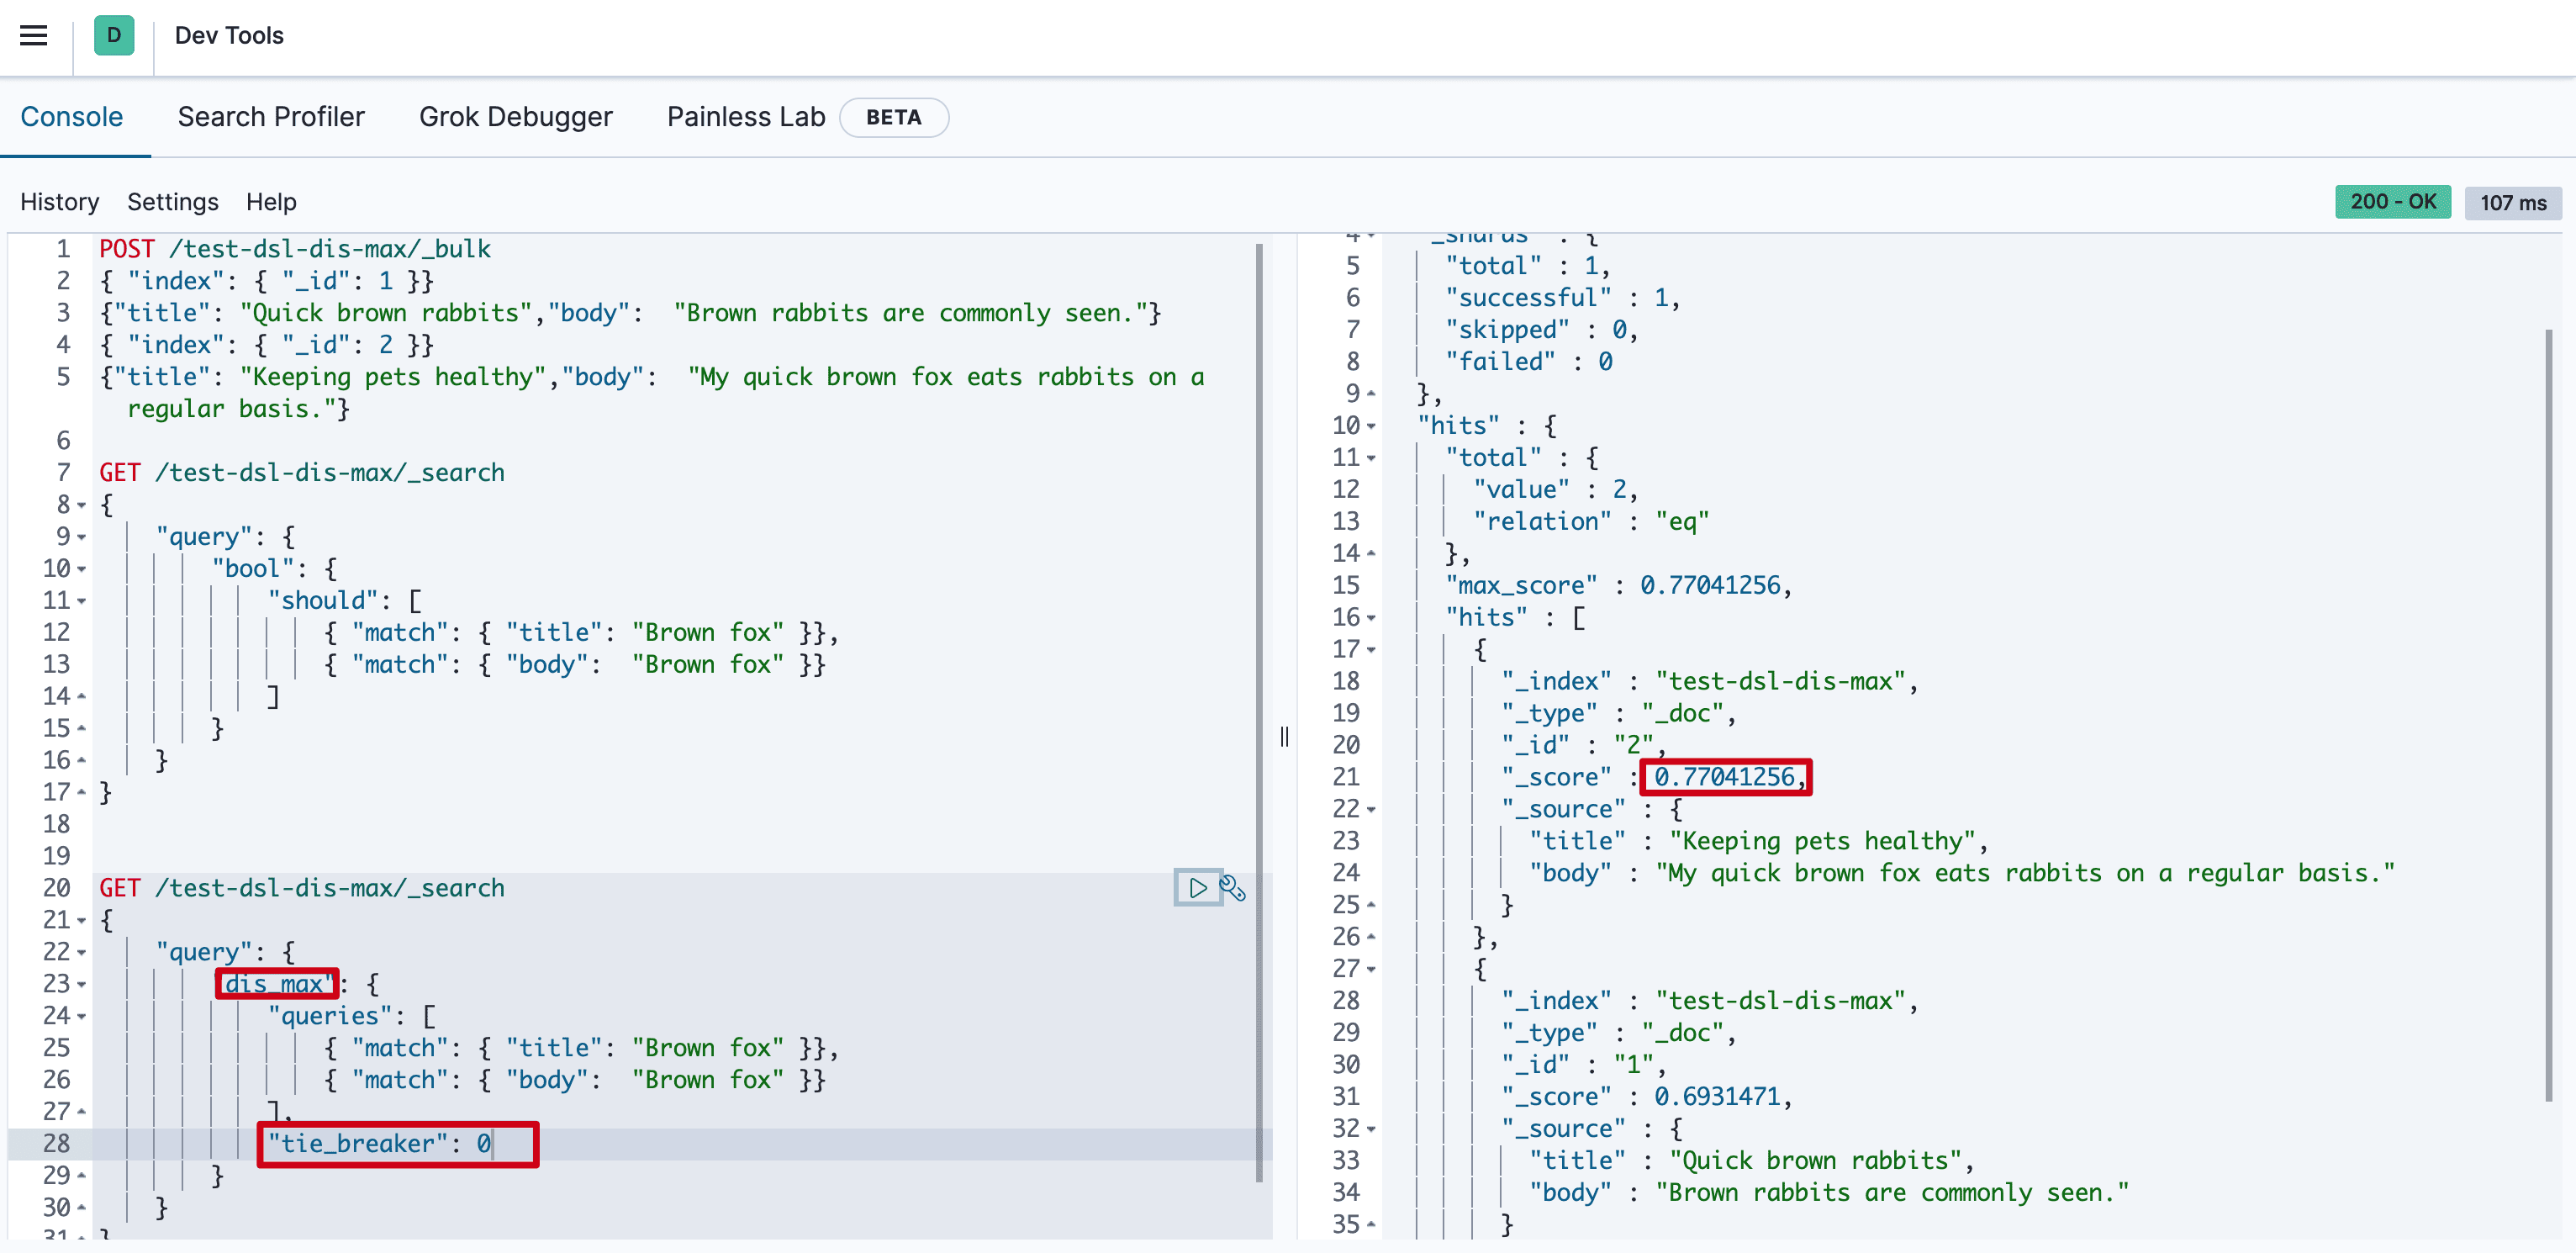 D Dev Tools
Console Search Profiler Grok Debugger Painless Lab BETA
History Settings Help 200 - OK 107 ms
1 POST /test-dsl-dis-max/_bulk
2 { "index": { "_id": 1 }}
3 {"title": "Quick brown rabbits","body":  "Brown rabbits are commonly seen."}
4 { "index": { "_id": 2 }}
5 {"title": "Keeping pets healthy","body":  "My quick brown fox eats rabbits on a
regular basis."}
6
7 GET /test-dsl-dis-max/_search
8 {
9 "query": {
10 "bool": {
11 "should": [
12 { "match": { "title": "Brown fox" }},
13 { "match": { "body":  "Brown fox" }}
14 ]
15 }
16 }
17 }
18
19
20 GET /test-dsl-dis-max/_search
21 {
22 "query": {
23 "dis_max": {
24 "queries": [
25 { "match": { "title": "Brown fox" }},
26 { "match": { "body":  "Brown fox" }}
27 ],
28 "tie_breaker": 0
29 }
30 }
31 }
4 "_shards" : {
5 "total" : 1,
6 "successful" : 1,
7 "skipped" : 0,
8 "failed" : 0
9 },
10 "hits" : {
11 "total" : {
12 "value" : 2,
13 "relation" : "eq"
14 },
15 "max_score" : 0.77041256,
16 "hits" : [
17 {
18 "_index" : "test-dsl-dis-max",
19 "_type" : "_doc",
20 "_id" : "2",
21 "_score" : 0.77041256,
22 "_source" : {
23 "title" : "Keeping pets healthy",
24 "body" : "My quick brown fox eats rabbits on a regular basis."
25 }
26 },
27 {
28 "_index" : "test-dsl-dis-max",
29 "_type" : "_doc",
30 "_id" : "1",
31 "_score" : 0.6931471,
32 "_source" : {
33 "title" : "Quick brown rabbits",
34 "body" : "Brown rabbits are commonly seen."
35 }